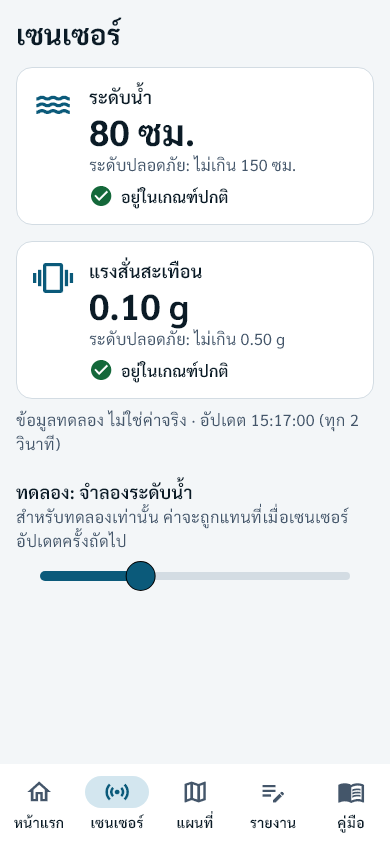 เซนเซอร์
ระดับน้ำ
80 ซม.
ระดับปลอดภัย: ไม่เกิน 150 ซม.
อยู่ในเกณฑ์ปกติ
แรงสั่นสะเทือน
0.10 g
ระดับปลอดภัย: ไม่เกิน 0.50 g
อยู่ในเกณฑ์ปกติ
ข้อมูลทดลอง ไม่ใช่ค่าจริง · อัปเดต 15:17:00 (ทุก 2
วินาที)
ทดลอง: จำลองระดับน้ำ
สำหรับทดลองเท่านั้น ค่าจะถูกแทนที่เมื่อเซนเซอร์
อัปเดตครั้งถัดไป
หน้าแรก เซนเซอร์ แผนที่ รายงาน คู่มือ